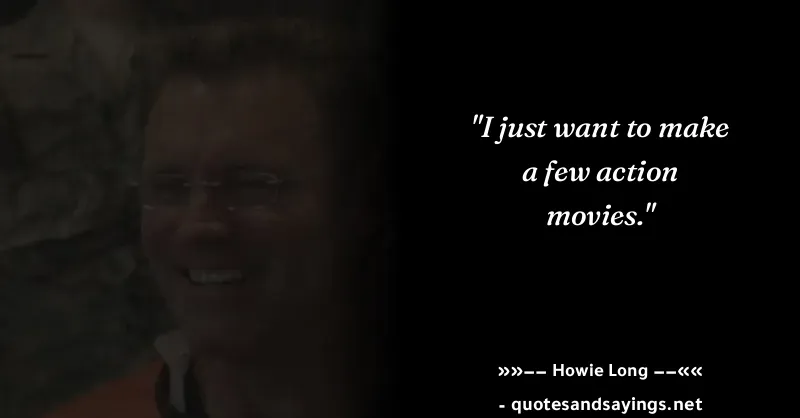 "I just want to make
a few action
movies."
»»–– Howie Long ––««
- quotesandsayings.net